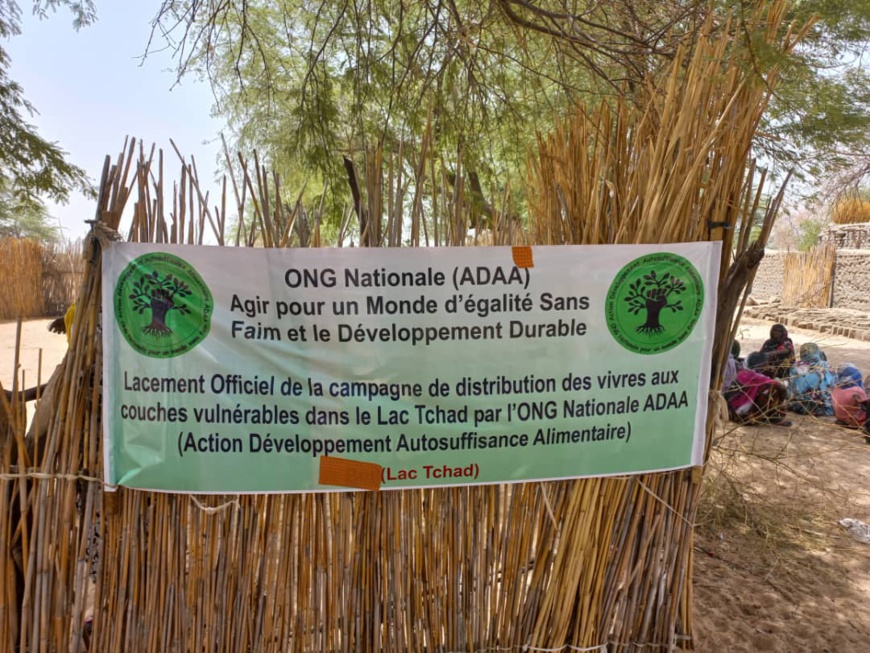 ONG Nationale (ADAA)
Agir pour un Monde d'égalité Sans
Faim et le Développement Durable
Lacement Officiel de la campagne de distribution des vivres aux
couches vulnérables dans le Lac Tchad par l'ONG Nationale ADAA
(Action Développement Autosuffisance Alimentaire)
(Lac Tchad)